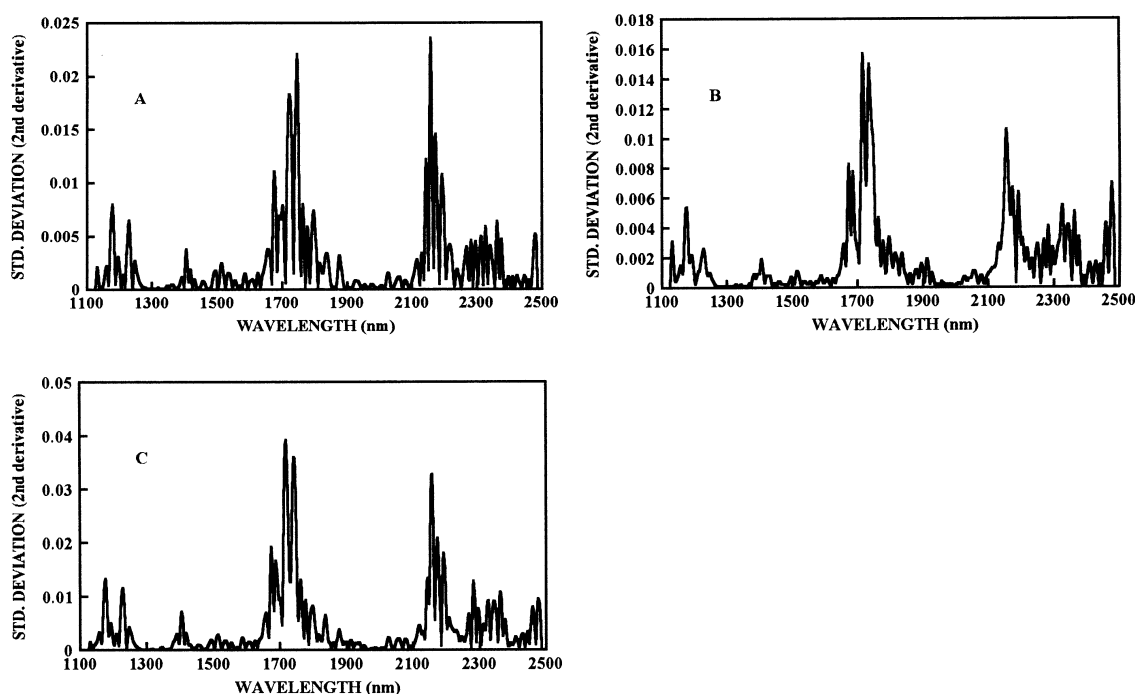 STD. DEVIATION (2nd derivative)
0.025
0.02
0.015
0.01
0.005
0
A
1100 1300 1500 1700 1900 2100 2300 2500
WAVELENGTH (nm)
STD. DEVIATION (2nd derivative)
0.018
0.016
0.014
0.012
0.01
0.008
0.006
0.004
0.002
0
B
1100 1300 1500 1700 1900 2100 2300 2500
WAVELENGTH (nm)
STD. DEVIATION (2nd derivative)
0.05
0.04
0.03
0.02
0.01
0
C
1100 1300 1500 1700 1900 2100 2300 2500
WAVELENGTH (nm)